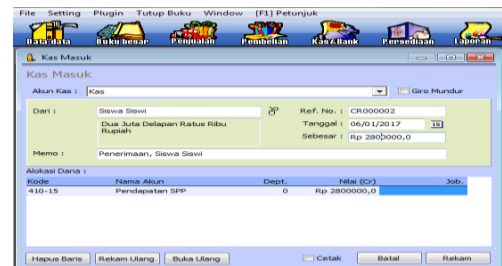 File Setting Plugin Tutup Buku Window [F1] Petunjuk
Data-data Buku besar Penjualan Pembelian Kas & Bank Persediaan Laporan
Kas Masuk
Kas Masuk
Akun Kas : Kas Giro Mundur
Dari : Siswa Siswi Ref. No. : CR000002
Dua Juta Delapan Ratus Ribu Rupiah
Tanggal : 06/01/2017 15
Sebesar : Rp 2800000,0
Memo : Penerimaan, Siswa Siswi
Alokasi Dana :
Kode Nama Akun Dept. Nilai (Cr) Job.
410-15 Pendapatan SPP 0 Rp 2800000,0
Hapus Baris Rekam Ulang Buka Ulang Cetak Batal Rekam